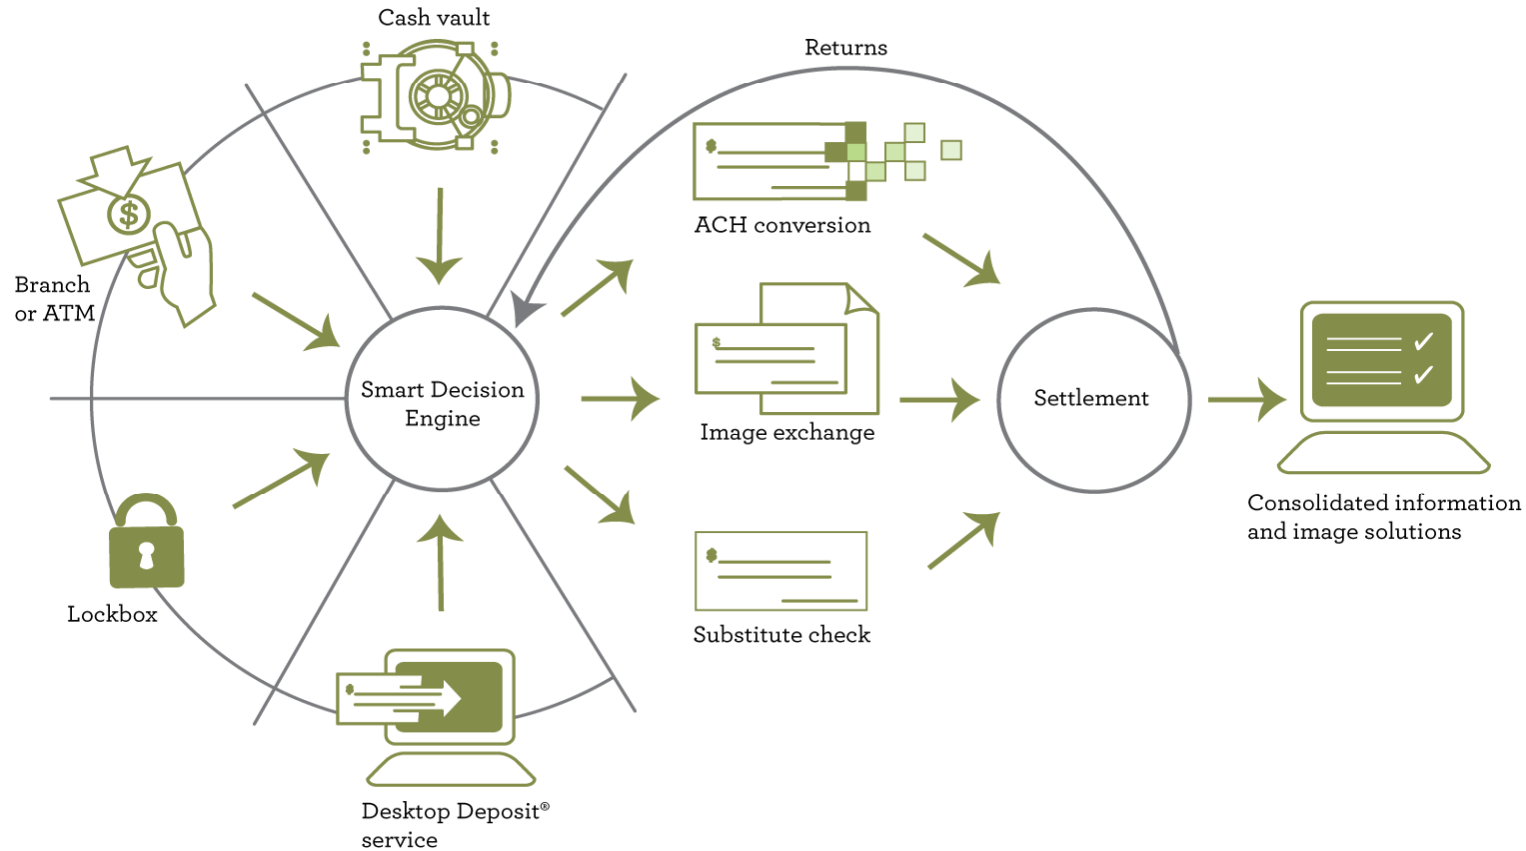 Cash vault
Returns
$
ACH conversion
$
Branch
or ATM
$
Image exchange
Smart Decision
Engine
Settlement
Consolidated information
and image solutions
$
Substitute check
Lockbox
$
Desktop Deposit®
service